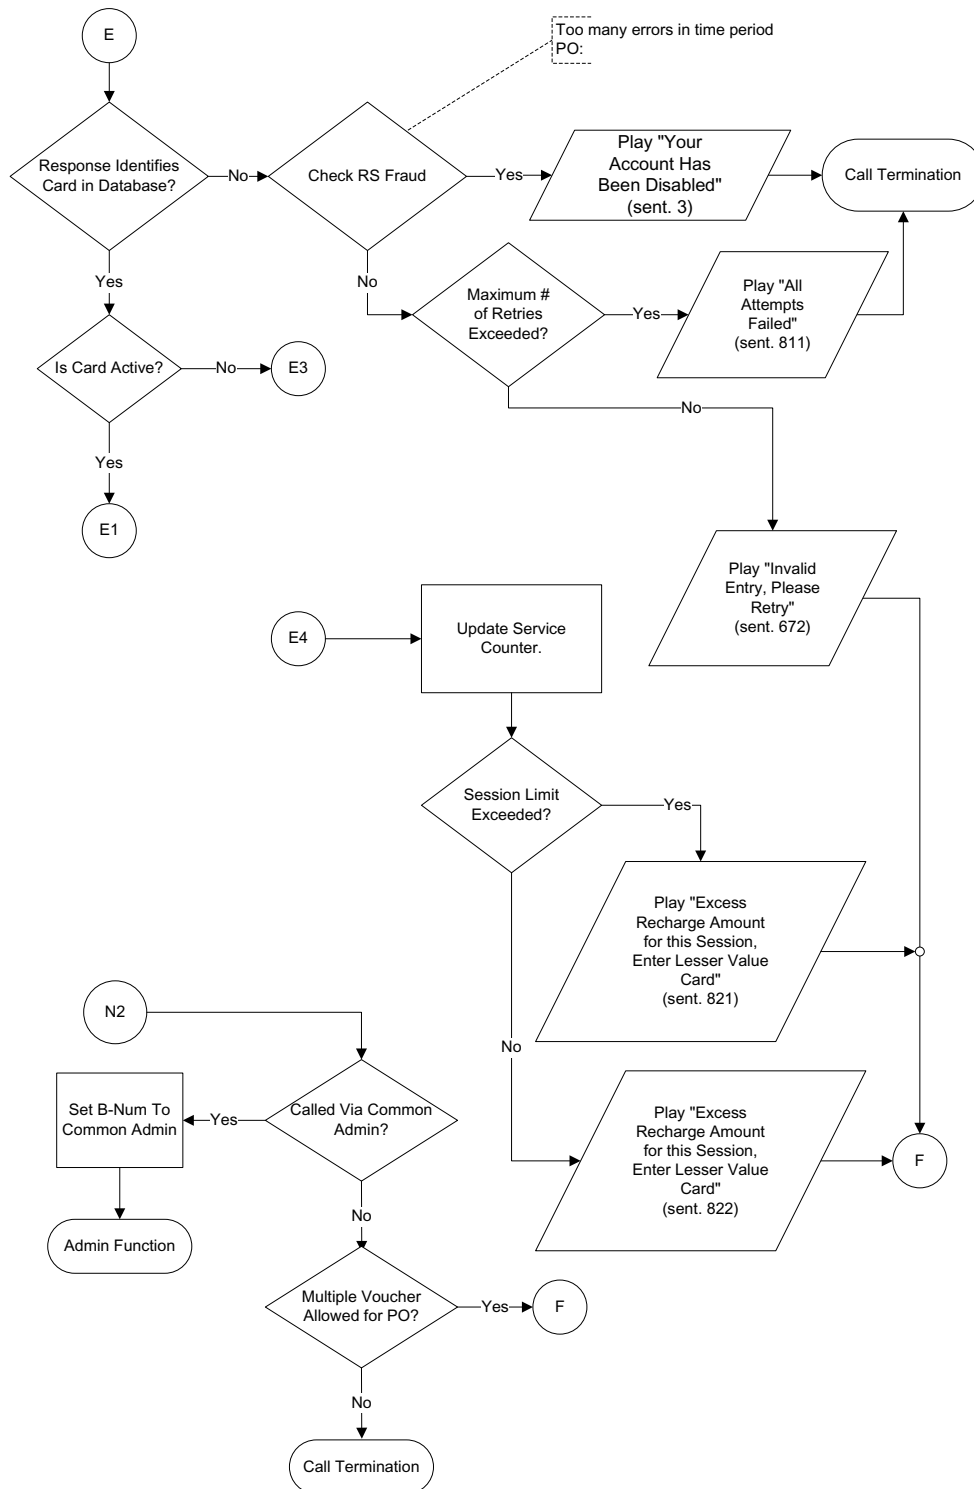 E
Too many errors in time period
PO:
Response Identifies
Card in Database?
No
Check RS Fraud
Yes
Play "Your
Account Has
Been Disabled"
(sent. 3)
Call Termination
Yes
No
Maximum #
of Retries
Exceeded?
Yes
Play "All
Attempts
Failed"
(sent. 811)
Is Card Active?
No
E3
No
Yes
E1
Play "Invalid
Entry, Please
Retry"
(sent. 672)
E4
Update Service
Counter.
Session Limit
Exceeded?
Yes
Play "Excess
Recharge Amount
for this Session,
Enter Lesser Value
Card"
(sent. 821)
N2
No
Called Via Common
Admin?
Yes
Set B-Num To
Common Admin
Play "Excess
Recharge Amount
for this Session,
Enter Lesser Value
Card"
(sent. 822)
F
Admin Function
No
Multiple Voucher
Allowed for PO?
Yes
F
No
Call Termination